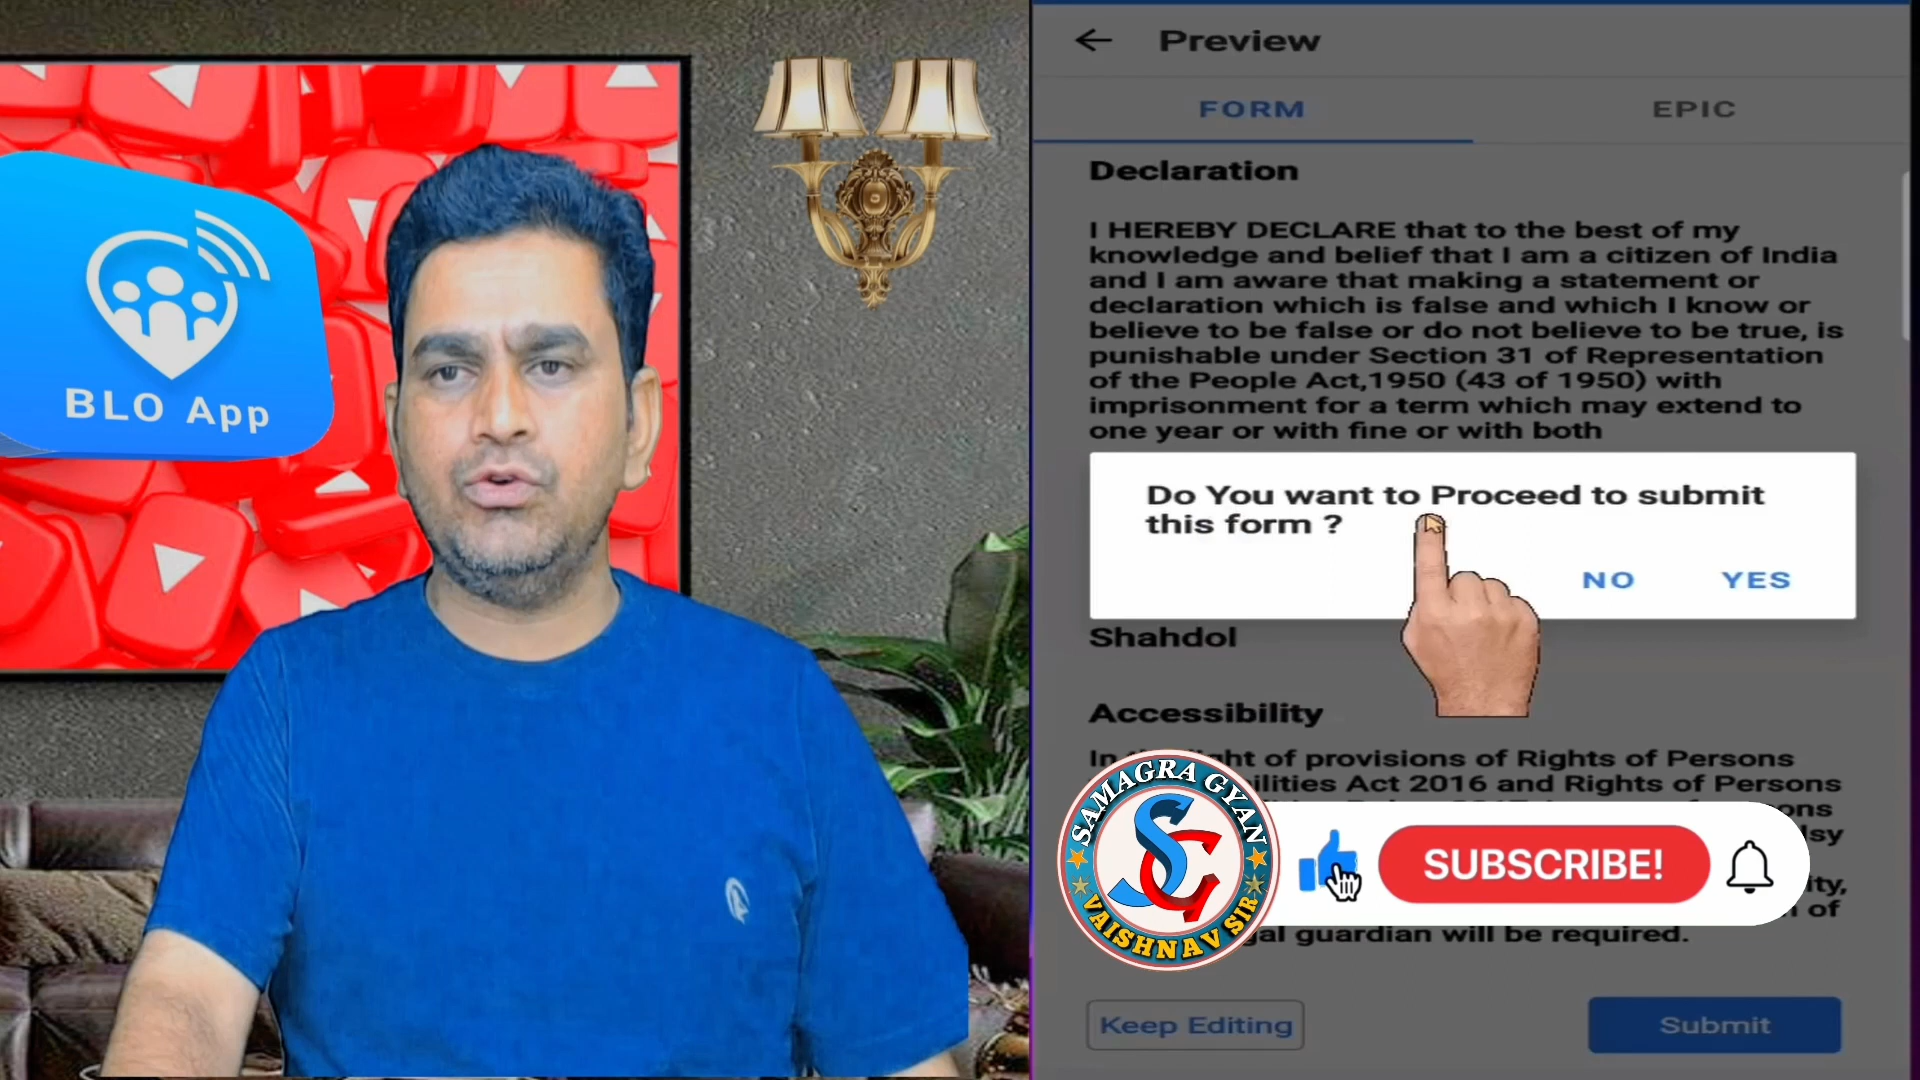 Preview
FORM
EPIC
Declaration
I HEREBY DECLARE that to the best of my
knowledge and belief that I am a citizen of India
and I am aware that making a statement or
declaration which is false and which I know or
believe to be false or do not believe to be true, is
punishable under Section 31 of Representation
of the People Act,1950 (43 of 1950) with
imprisonment for a term which may extend to
one year or with fine or with both
Do You want to Proceed to submit
this form ?
NO
YES
Shahdol
Accessibility
of provisions of Rights of Persons
Act 2016 and Rights of Persons
gal guardian will be required.
Keep Editing
Submit
BLO App
SAMAGRA GYAN
SG
VAISHNAV SIR
SUBSCRIBE!